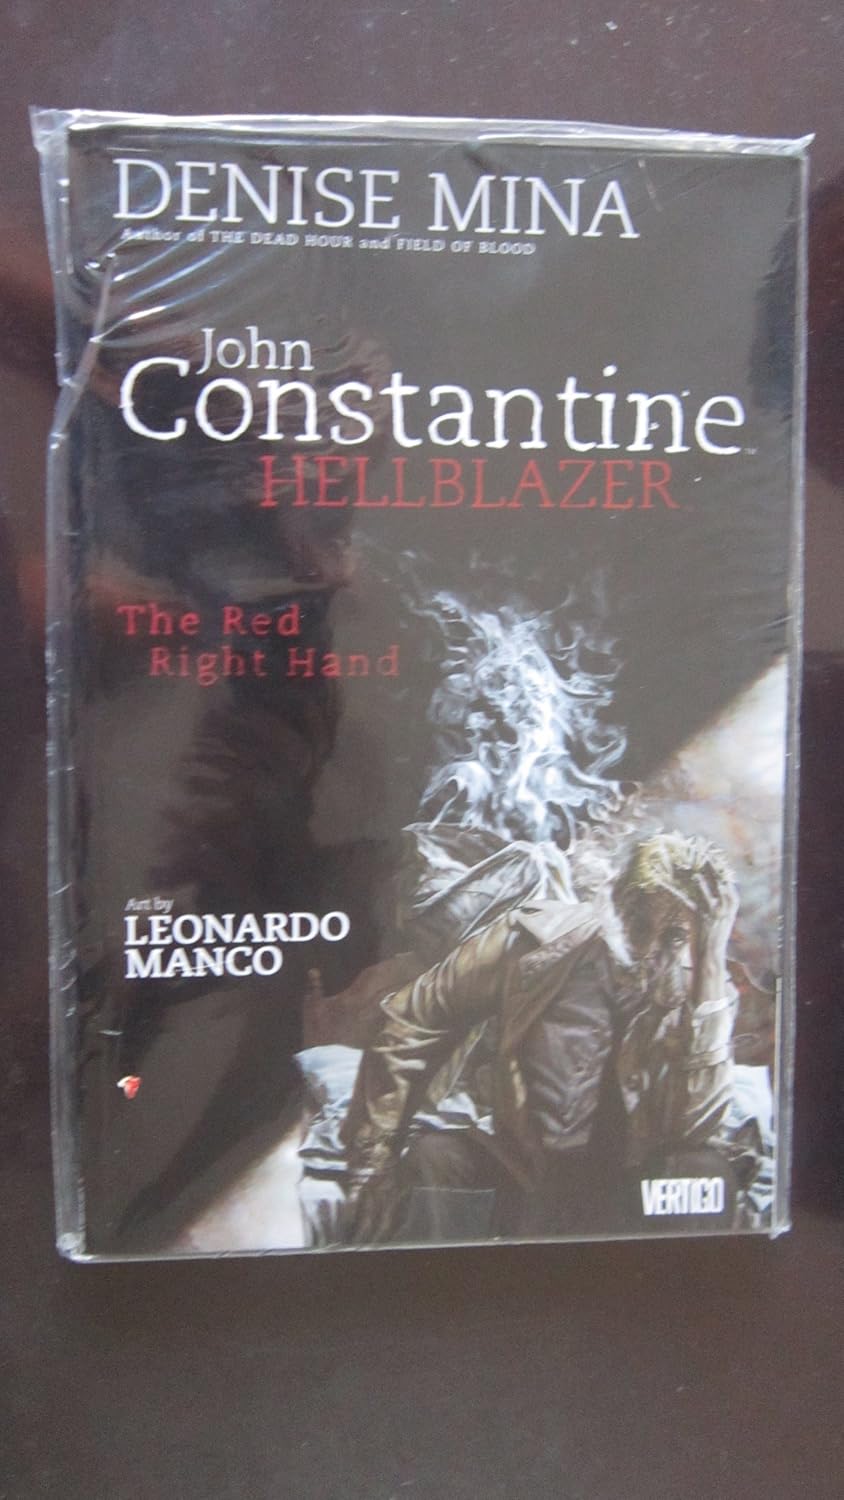 DENISE MINA
Author of THE DEAD HOUR and FIELD OF BLOOD
John
Constantine™
HELLBLAZER
The Red
Right Hand
Art by
LEONARDO
MANCO
VERTIGO